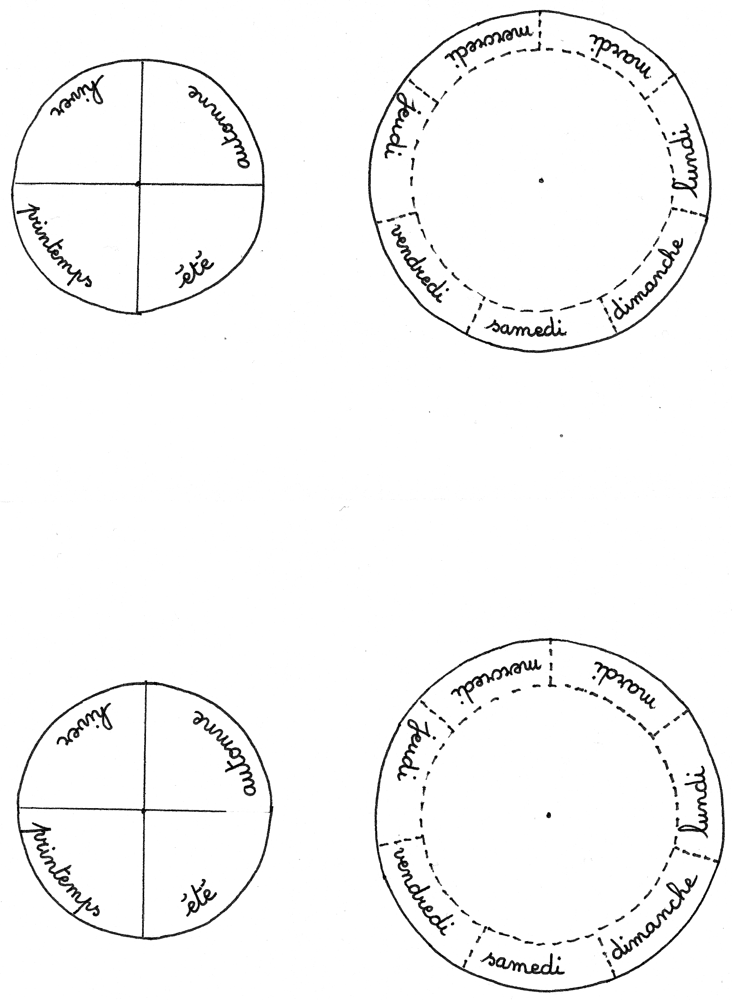 hiver
automne
printemps
été
mercredi
mardi
jeudi
lundi
vendredi
dimanche
samedi
hiver
automne
printemps
été
mercredi
mardi
jeudi
lundi
vendredi
dimanche
samedi